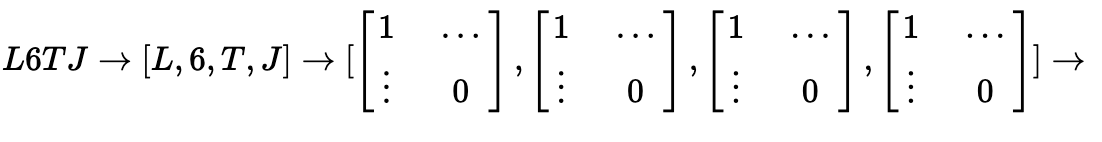 L6TJ → [L, 6, T, J] → [[1 ⋯ ⋮ 0], [1 ⋯ ⋮ 0], [1 ⋯ ⋮ 0], [1 ⋯ ⋮ 0]] →